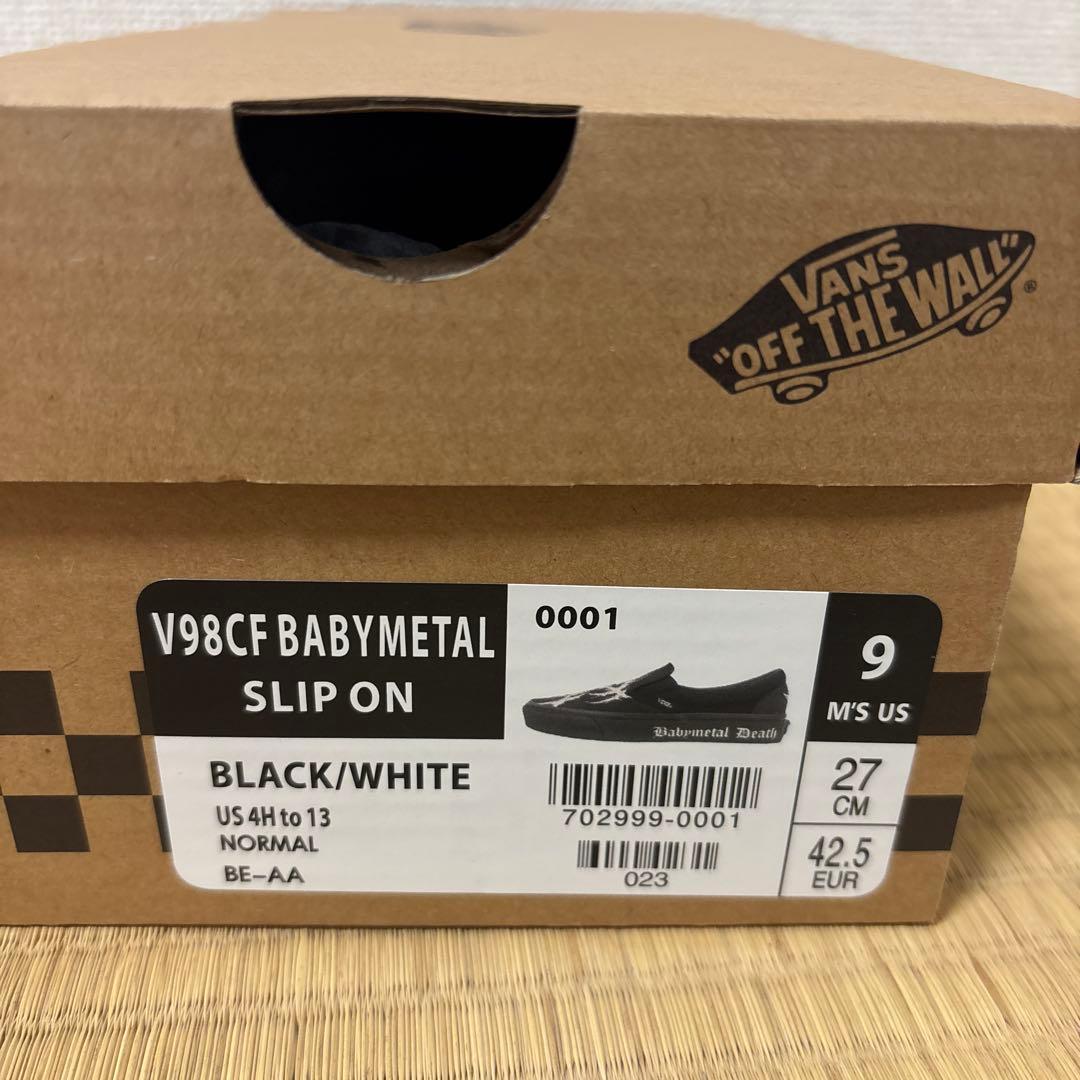 VANS
"OFF THE WALL"
®
V98CF BABYMETAL
SLIP ON
BLACK/WHITE
US 4H to 13
NORMAL
BE-AA
0001
Babymetal Death
702999-0001
023
9
M'S US
27
CM
42.5
EUR